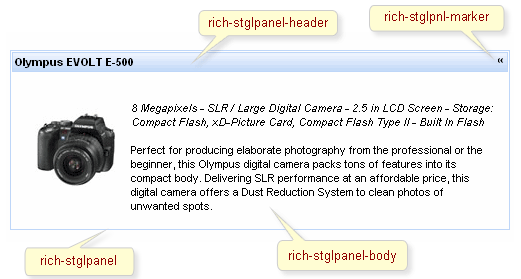 rich-stglpanel-header
rich-stglpnl-marker
Olympus EVOLT E-500 «
8 Megapixels - SLR / Large Digital Camera - 2.5 in LCD Screen - Storage:
Compact Flash, xD-Picture Card, Compact Flash Type II - Built In Flash
Perfect for producing elaborate photography from the professional or the
beginner, this Olympus digital camera packs tons of features into its
compact body. Delivering SLR performance at an affordable price, this
digital camera offers a Dust Reduction System to clean photos of
unwanted spots.
rich-stglpanel
rich-stglpanel-body